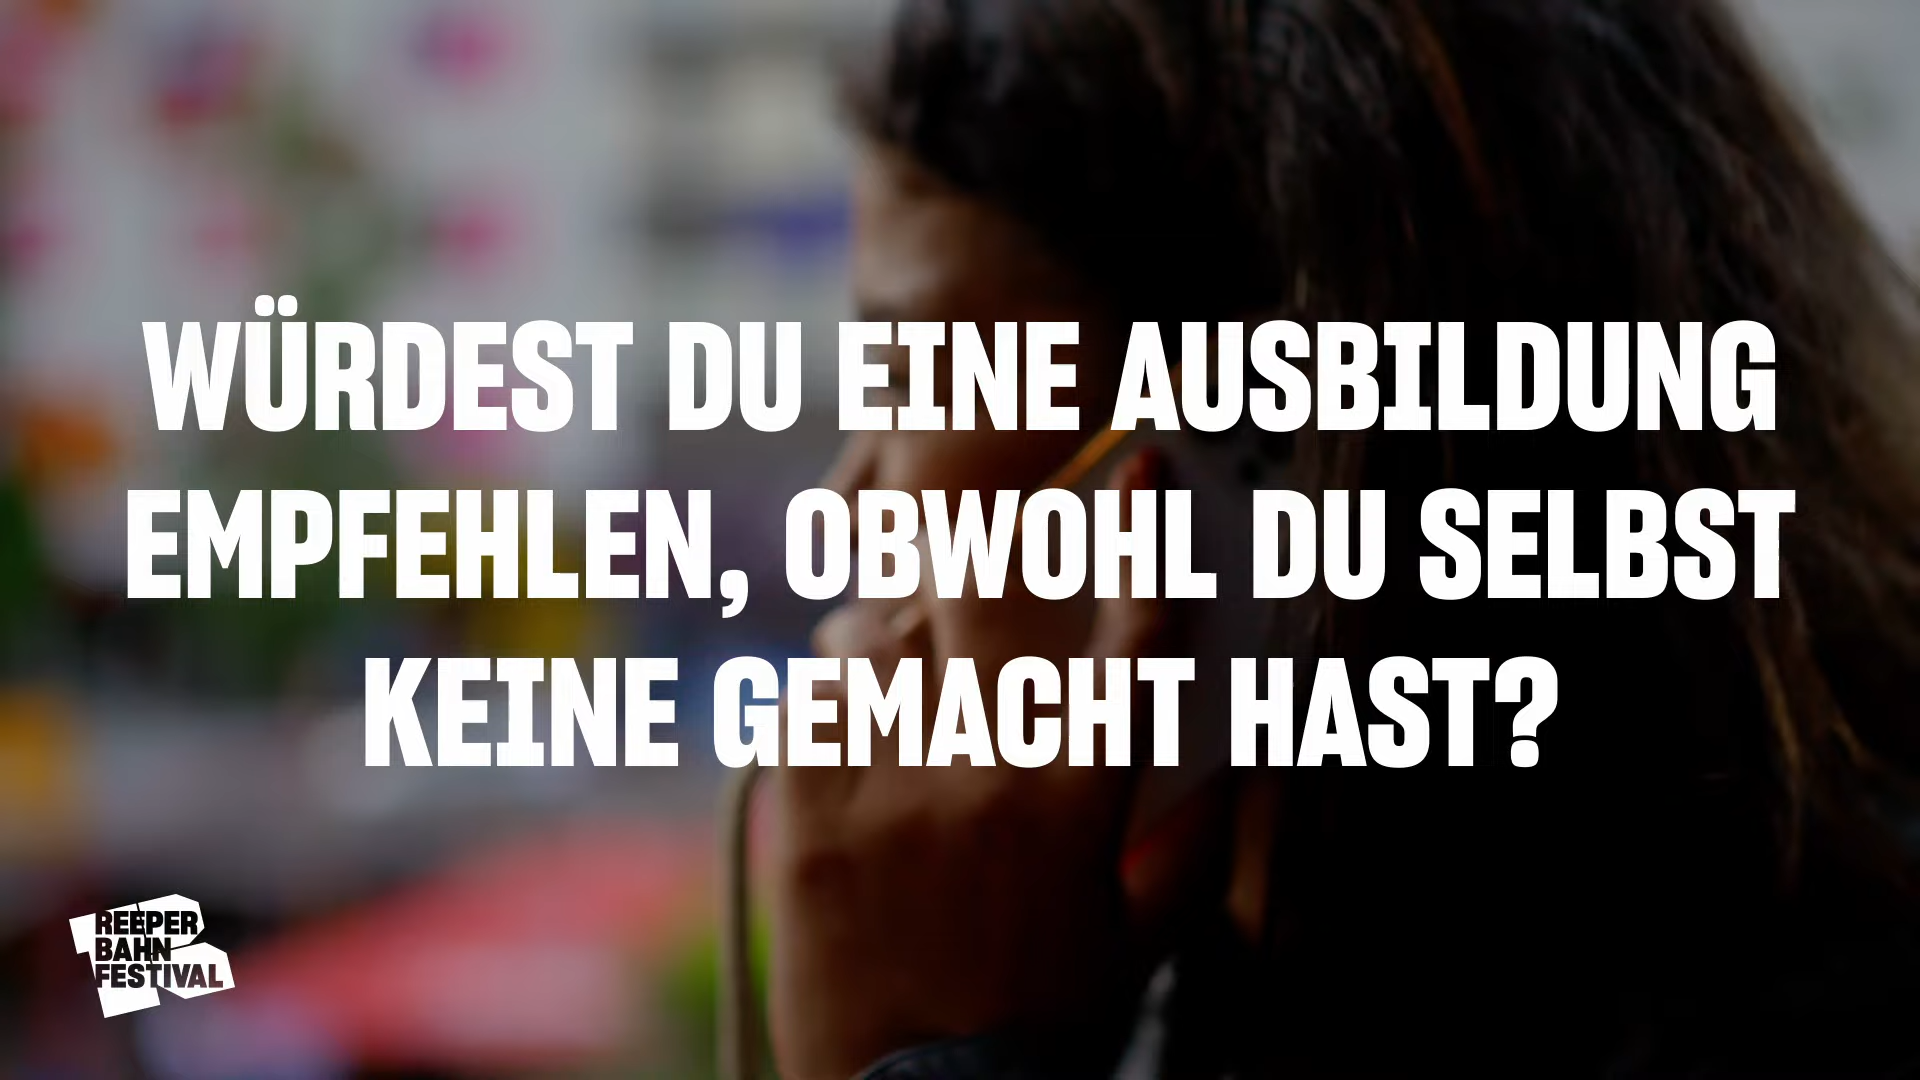 WÜRDEST DU EINE AUSBILDUNG
EMPFEHLEN, OBWOHL DU SELBST
KEINE GEMACHT HAST?
REEPER
BAHN
FESTIVAL